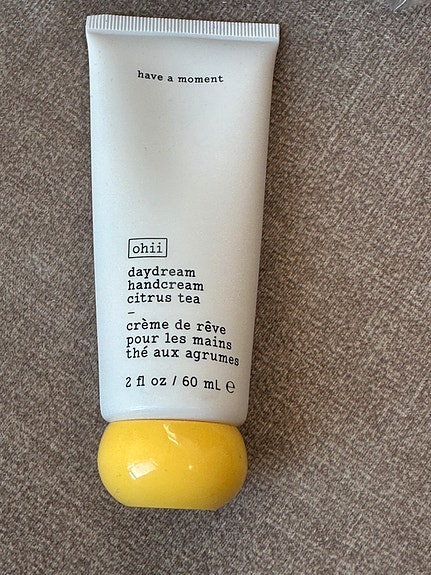 have a moment
ohii
daydream
handcream
citrus tea
–
crème de rêve
pour les mains
thé aux agrumes
2 fl oz / 60 mL ℮